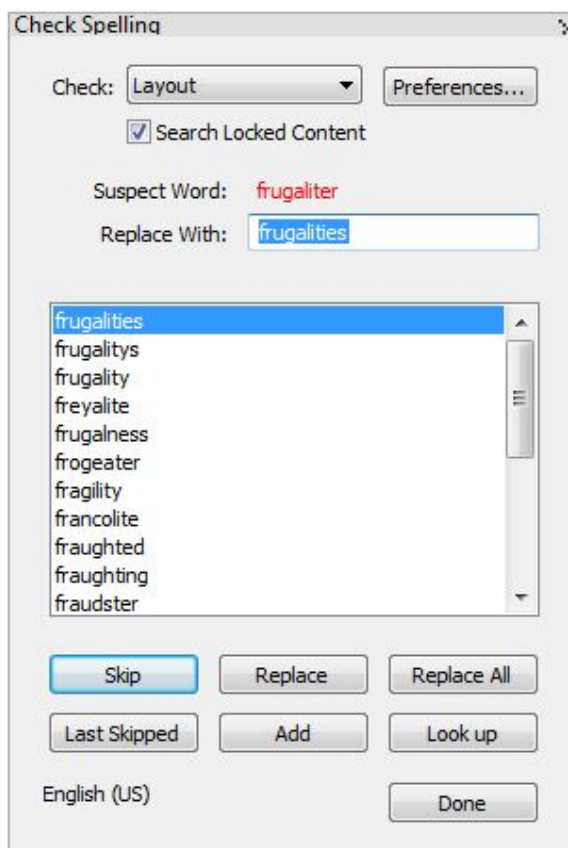 Check Spelling
Check: Layout Preferences...
Search Locked Content
Suspect Word: frugaliter
Replace With: frugalities
frugalities
frugalitys
frugality
freyalite
frugalness
frogeater
fragility
francolite
fraughted
fraughting
fraudster
Skip Replace Replace All
Last Skipped Add Look up
English (US) Done